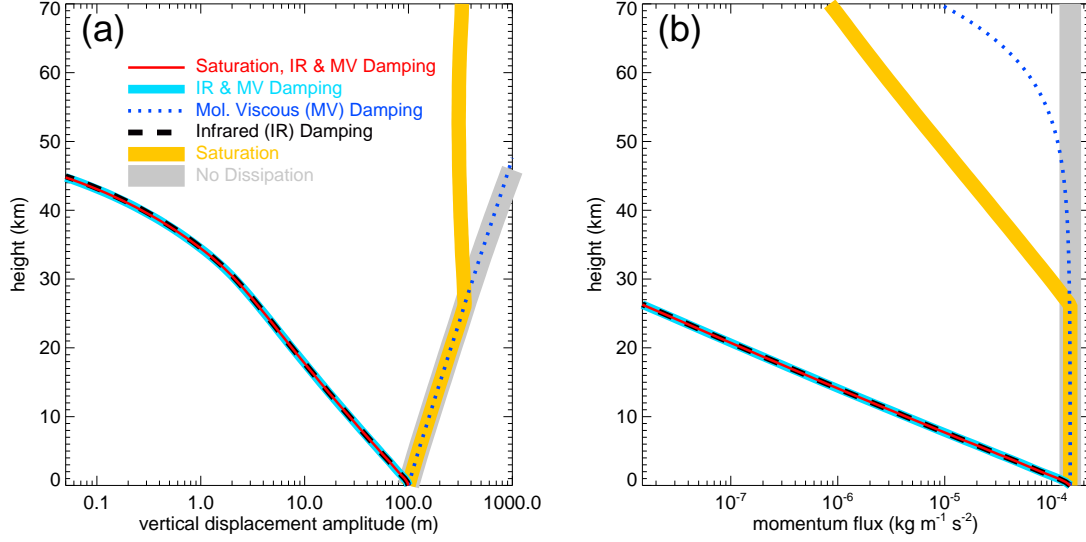 (a)
70
60
50
40
30
20
10
0
height (km)
Saturation, IR & MV Damping
IR & MV Damping
Mol. Viscous (MV) Damping
Infrared (IR) Damping
Saturation
No Dissipation
0.1 1.0 10.0 100.0 1000.0
vertical displacement amplitude (m)
(b)
70
60
50
40
30
20
10
0
height (km)
10⁻⁷ 10⁻⁶ 10⁻⁵ 10⁻⁴
momentum flux (kg m⁻¹ s⁻²)